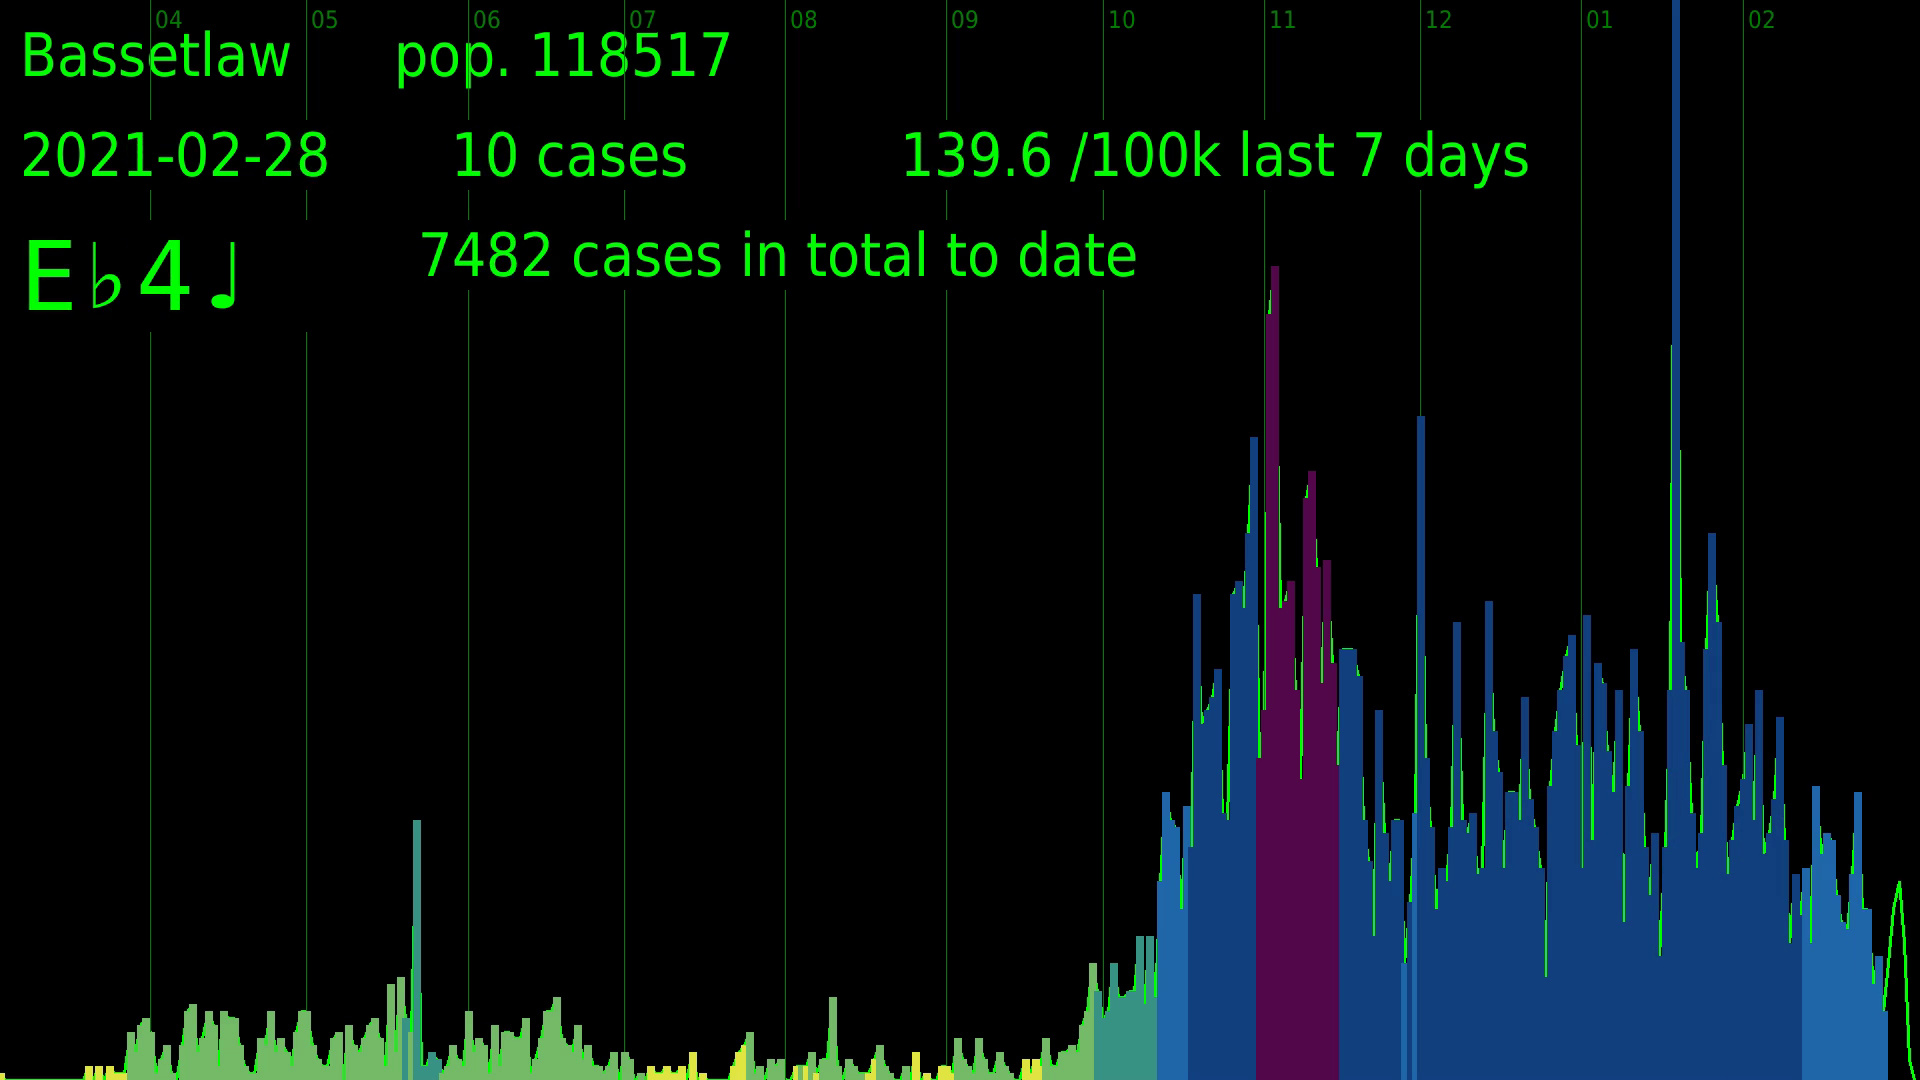 04 05 06 07 08 09 10 11 12 01 02
Bassetlaw pop. 118517
2021-02-28 10 cases 139.6 /100k last 7 days
E♭4♩ 7482 cases in total to date